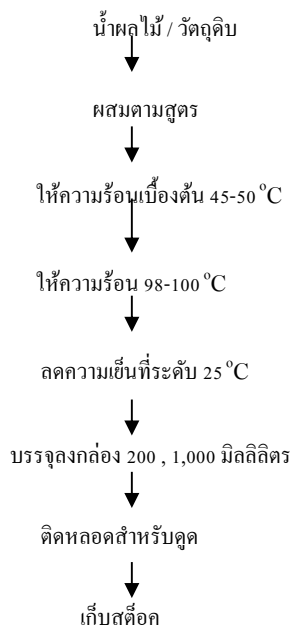 น้ำผลไม้ / วัตถุดิบ
ผสมตามสูตร
ให้ความร้อนเบื้องต้น 45-50 °C
ให้ความร้อน 98-100 °C
ลดความเย็นที่ระดับ 25 °C
บรรจุลงกล่อง 200 , 1,000 มิลลิลิตร
ติดหลอดสำหรับดูด
เก็บสต็อค